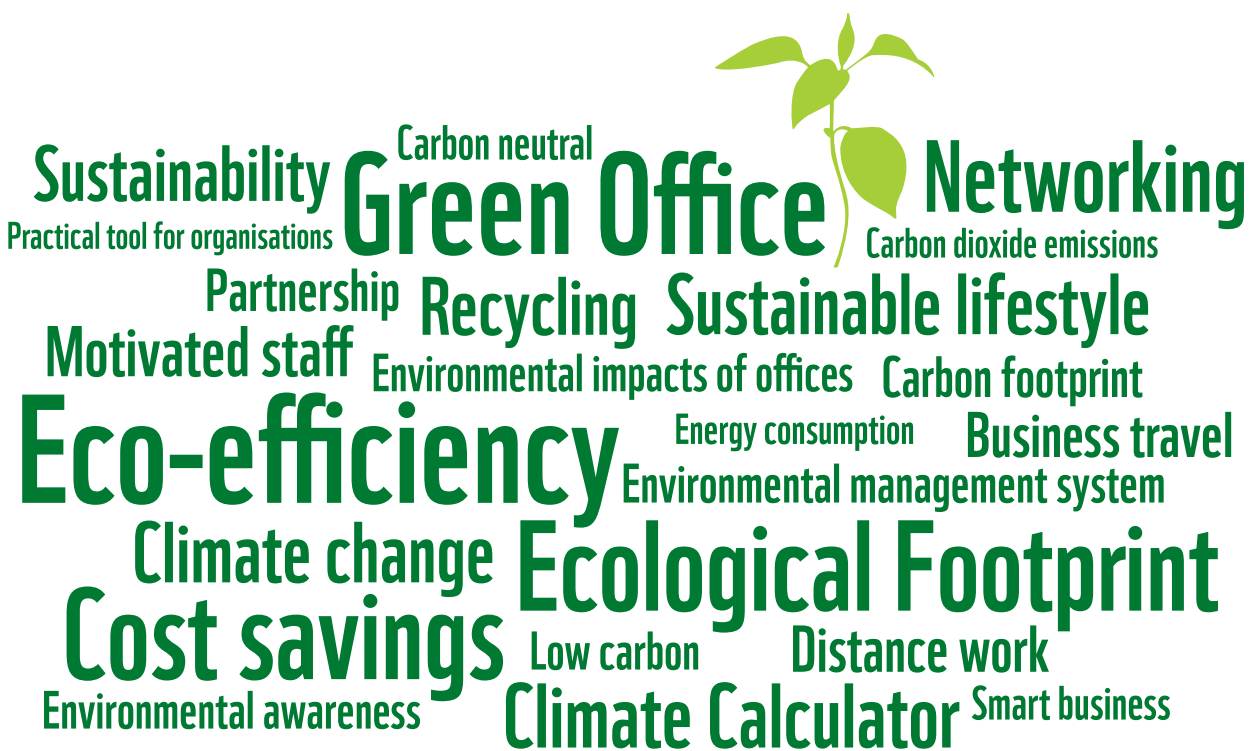 Carbon neutral
Sustainability
Green Office
Networking
Practical tool for organisations
Carbon dioxide emissions
Partnership
Recycling
Sustainable lifestyle
Motivated staff
Environmental impacts of offices
Carbon footprint
Eco-efficiency
Energy consumption
Business travel
Environmental management system
Climate change
Ecological Footprint
Cost savings
Low carbon
Distance work
Environmental awareness
Climate Calculator
Smart business